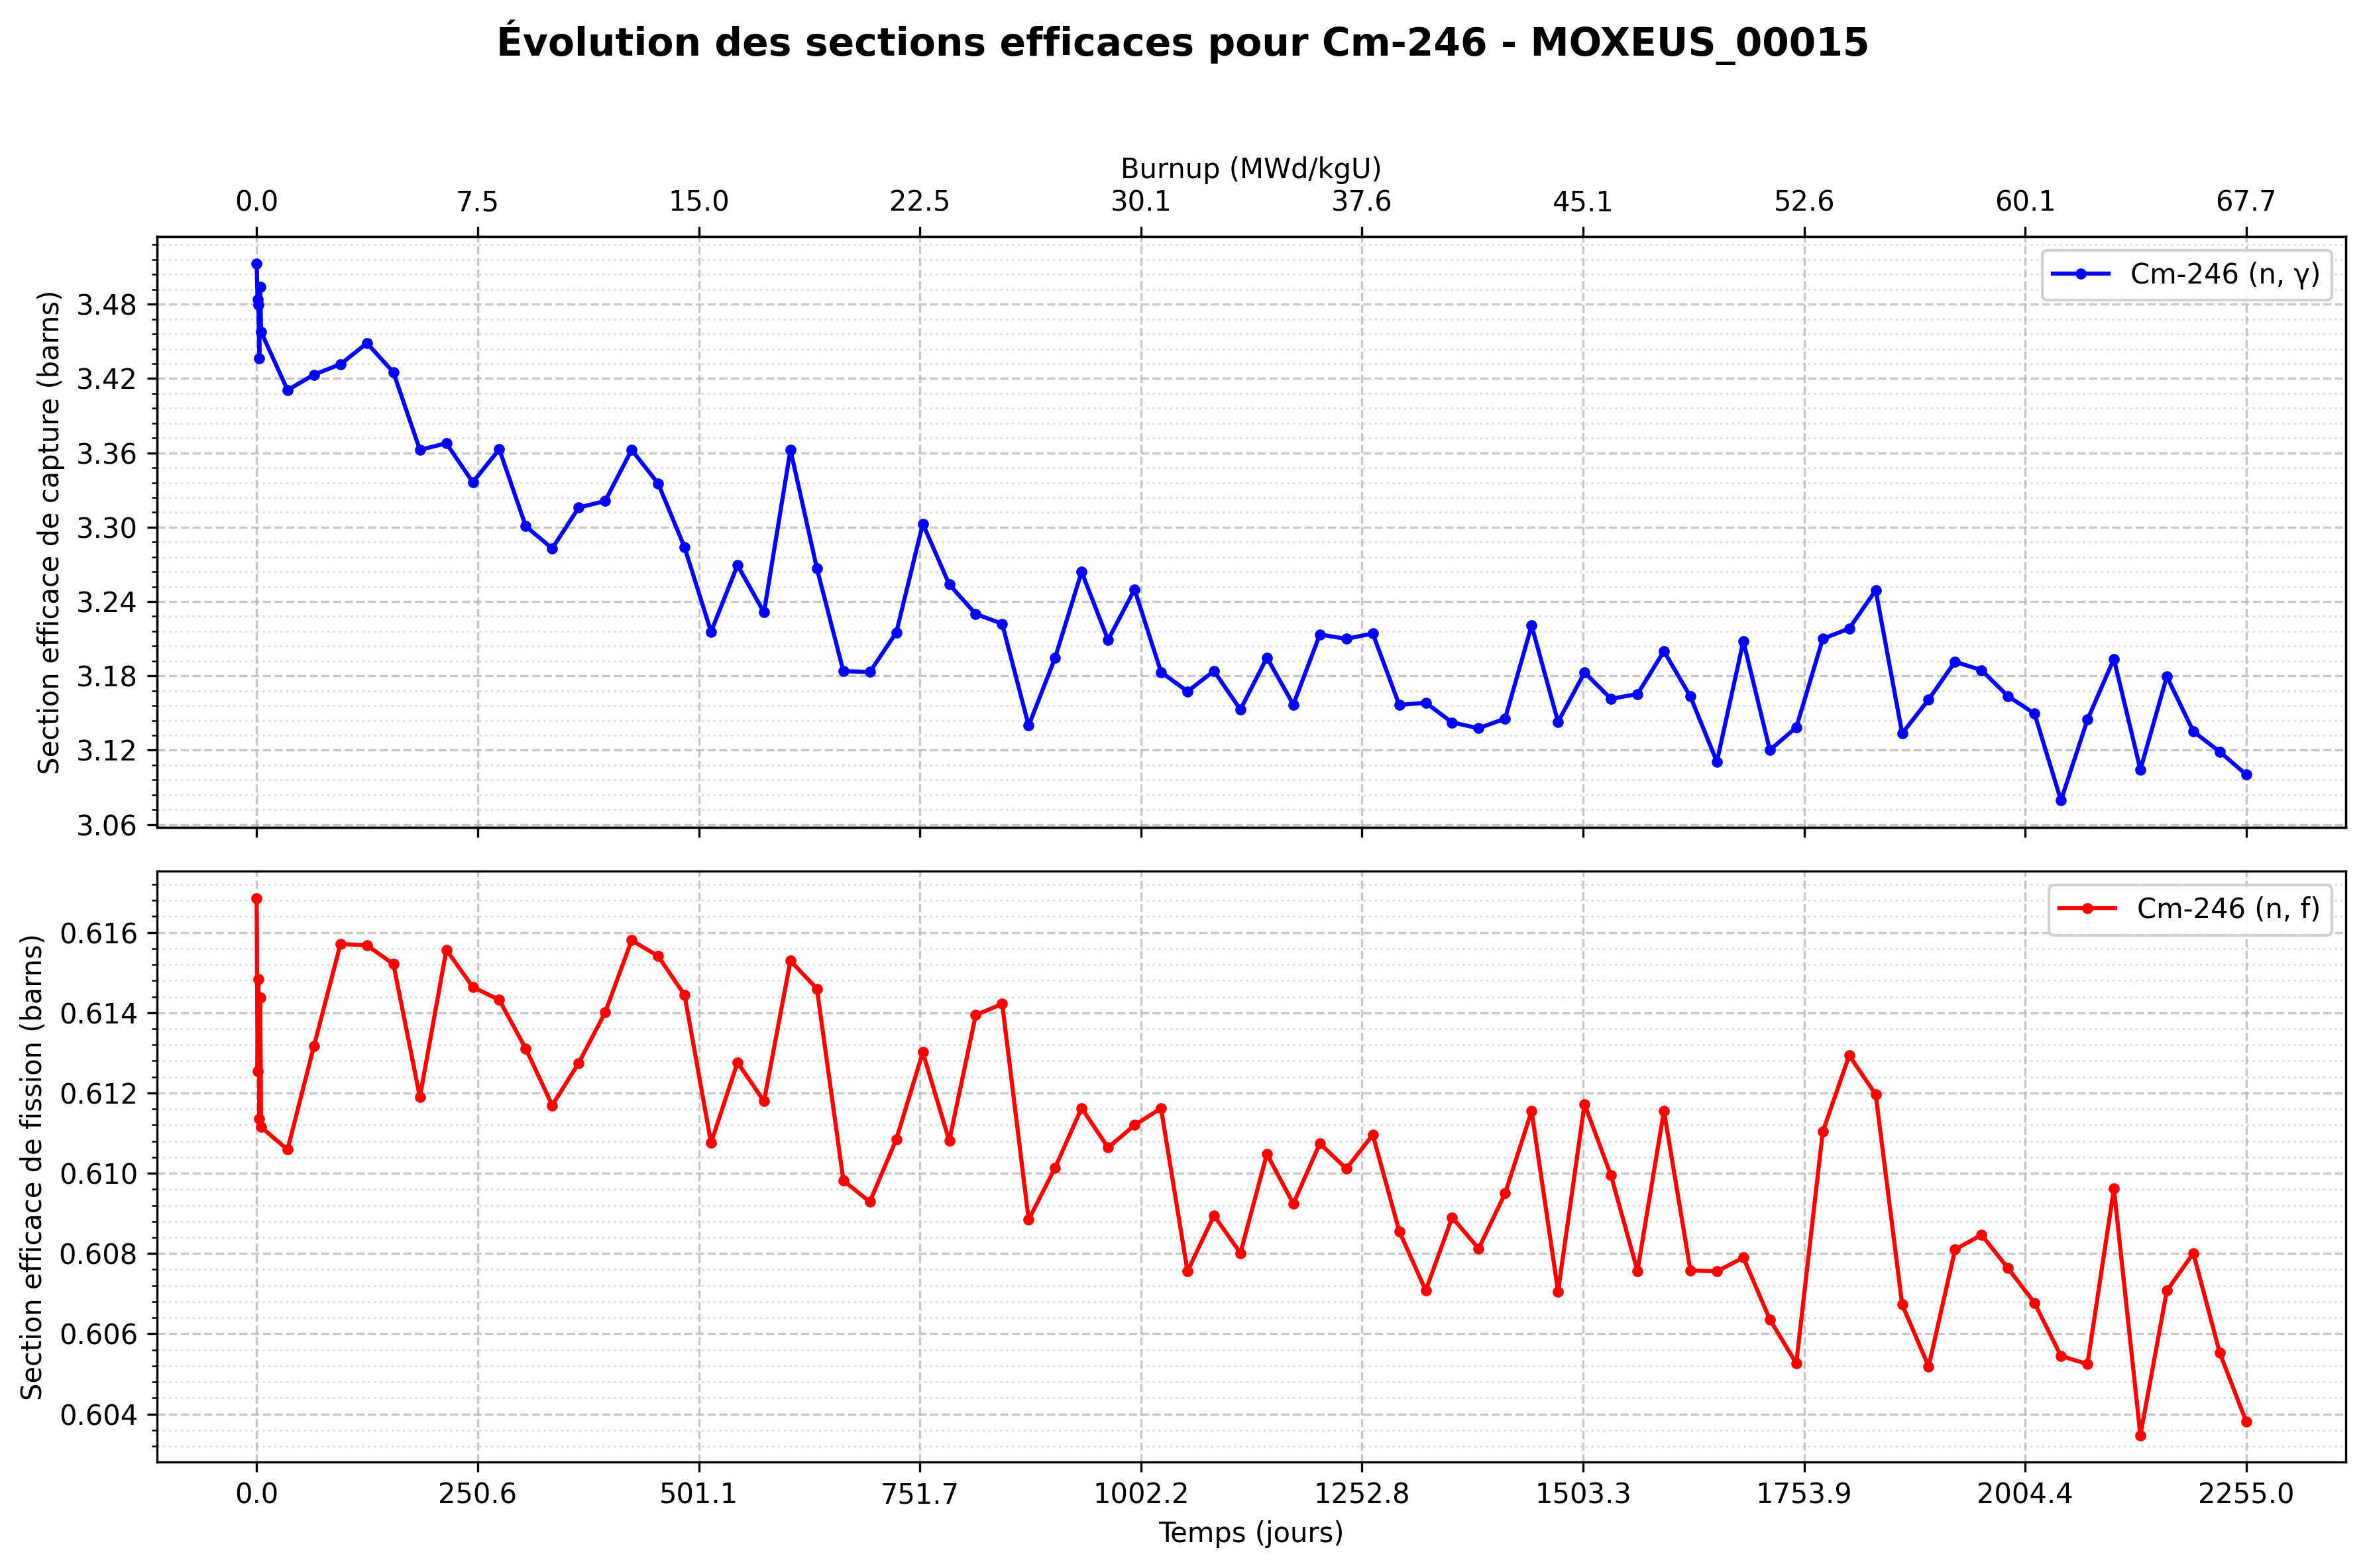 Évolution des sections efficaces pour Cm-246 - MOXEUS_00015
Burnup (MWd/kgU)
0.0 7.5 15.0 22.5 30.1 37.6 45.1 52.6 60.1 67.7
Cm-246 (n, γ)
Section efficace de capture (barns)
3.48
3.42
3.36
3.30
3.24
3.18
3.12
3.06
Cm-246 (n, f)
Section efficace de fission (barns)
0.616
0.614
0.612
0.610
0.608
0.606
0.604
0.0 250.6 501.1 751.7 1002.2 1252.8 1503.3 1753.9 2004.4 2255.0
Temps (jours)